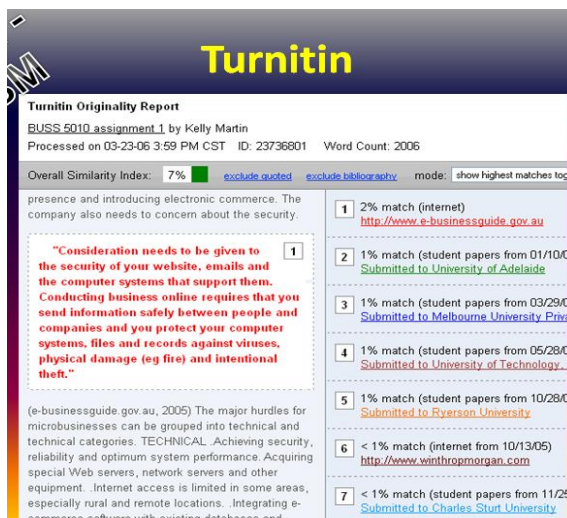 Turnitin
Turnitin Originality Report
BUSS 5010 assignment 1 by Kelly Martin
Processed on 03-23-06 3:59 PM CST ID: 23736801 Word Count: 2006
Overall Similarity Index: 7% exclude quoted exclude bibliography mode: show highest matches tog
presence and introducing electronic commerce. The
company also needs to concern about the security.
"Consideration needs to be given to 1
the security of your website, emails and
the computer systems that support them.
Conducting business online requires that you
send information safely between people and
companies and you protect your computer
systems, files and records against viruses,
physical damage (eg fire) and intentional
theft."
(e-businessguide.gov.au, 2005) The major hurdles for
microbusinesses can be grouped into technical and
technical categories. TECHNICAL .Achieving security,
reliability and optimum system performance. Acquiring
special Web servers, network servers and other
equipment. .Internet access is limited in some areas,
especially rural and remote locations. .Integrating e-
commerce software with existing databases and
1 2% match (internet)
http://www.e-businessguide.gov.au
2 1% match (student papers from 01/10/0
Submitted to University of Adelaide
3 1% match (student papers from 03/29/0
Submitted to Melbourne University Priva
4 1% match (student papers from 05/28/0
Submitted to University of Technology,
5 1% match (student papers from 10/28/0
Submitted to Ryerson University
6 < 1% match (internet from 10/13/05)
http://www.winthropmorgan.com
7 < 1% match (student papers from 11/25
Submitted to Charles Sturt University